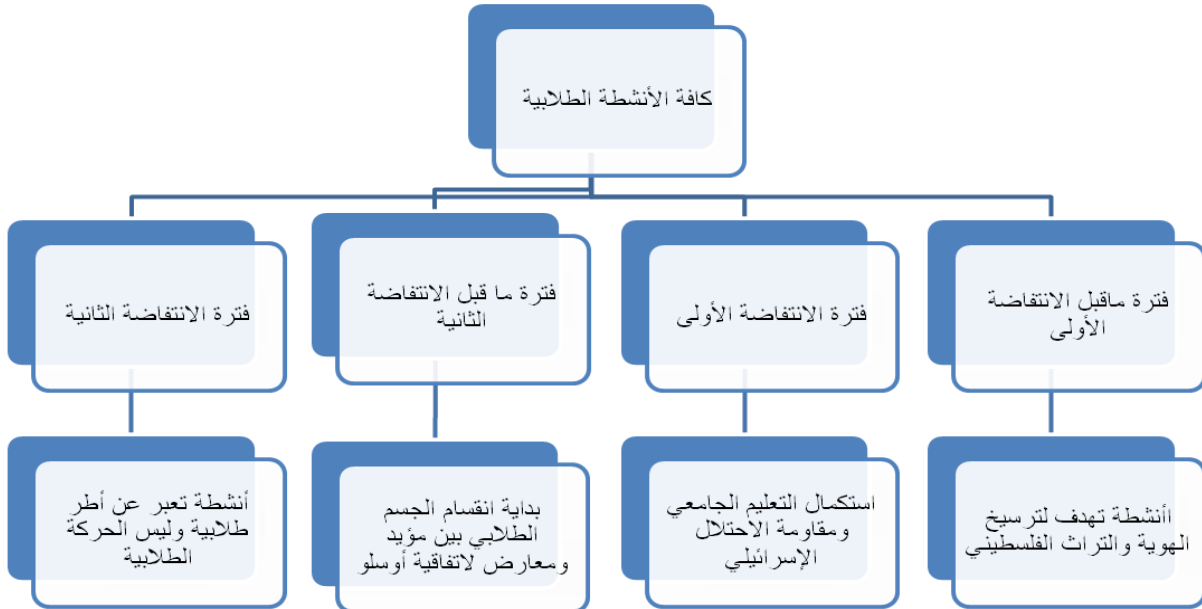 كافة الأنشطة الطلابية
فترة ماقبل الانتفاضة
الأولى
فترة الانتفاضة الأولى
فترة ما قبل الانتفاضة
الثانية
فترة الانتفاضة الثانية
اأنشطة تهدف لترسيخ
الهوية والتراث الفلسطيني
استكمال التعليم الجامعي
ومقاومة الاحتلال
الإسرائيلي
بداية انقسام الجسم
الطلابي بين مؤيد
ومعارض لاتفاقية أوسلو
أنشطة تعبر عن أطر
طلابية وليس الحركة
الطلابية